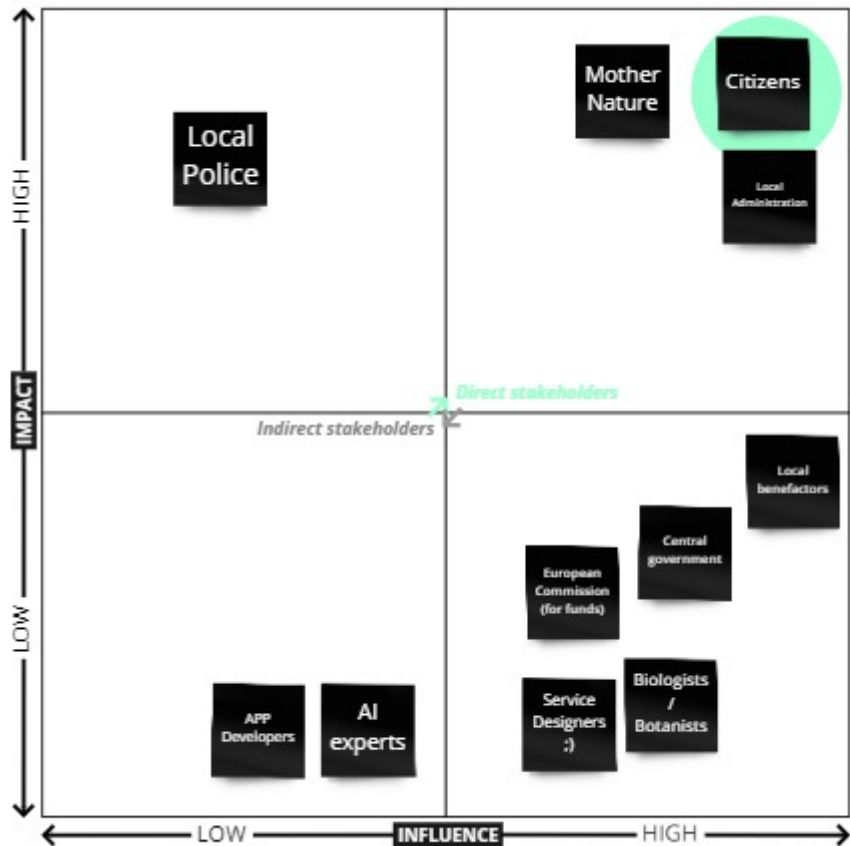 HIGH
IMPACT
LOW
Local
Police
Mother
Nature
Citizens
Local
Administration
Direct stakeholders
Indirect stakeholders
Local
benefactors
Central
government
European
Commission
(for funds)
APP
Developers
AI
experts
Service
Designers
;)
Biologists
/
Botanists
LOW
INFLUENCE
HIGH